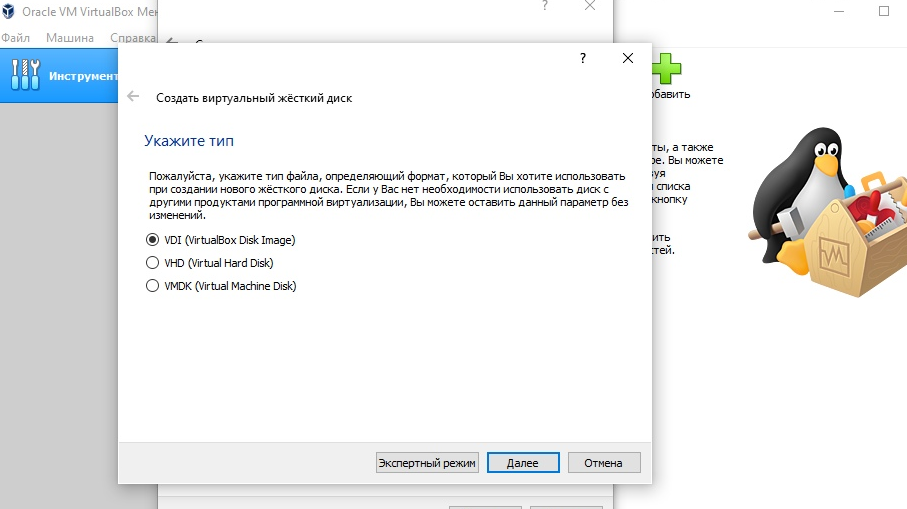 Oracle VM VirtualBox Ме
?
Файл Машина Справка
Инструмент
?
Создать виртуальный жёсткий диск
Укажите тип
Пожалуйста, укажите тип файла, определяющий формат, который Вы хотите использовать
при создании нового жёсткого диска. Если у Вас нет необходимости использовать диск с
другими продуктами программной виртуализации, Вы можете оставить данный параметр без
изменений.
VDI (VirtualBox Disk Image)
VHD (Virtual Hard Disk)
VMDK (Virtual Machine Disk)
Экспертный режим Далее Отмена
обавить
ты, а также
ре. Вы можете
вуя
списка
кнопку
ить
стей.